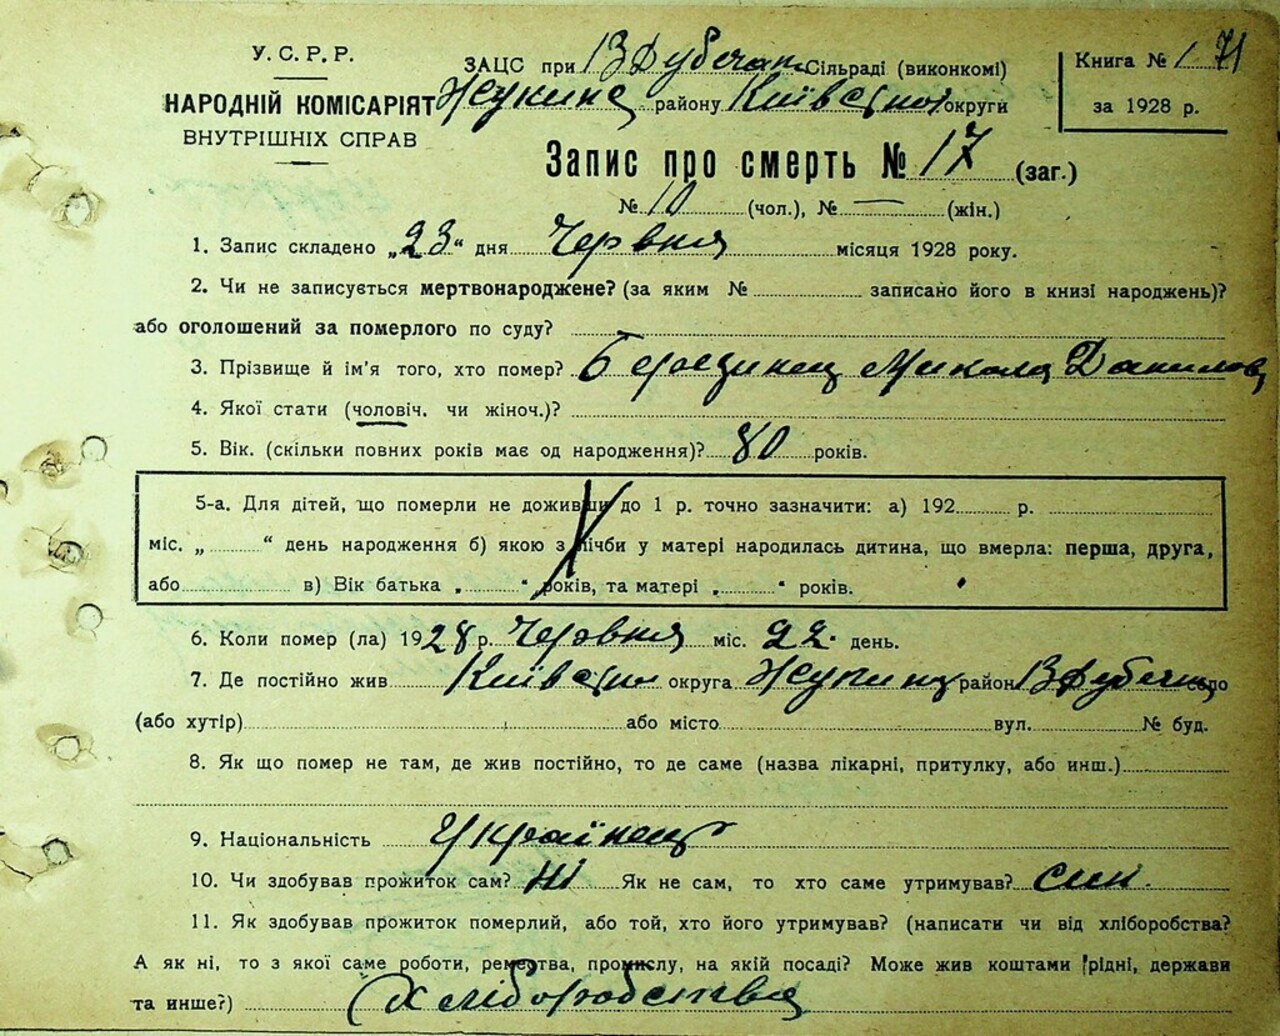 У. С. Р. Р.
НАРОДНІЙ КОМІСАРІЯТ
ВНУТРІШНІХ СПРАВ
ЗАЦС при В Дубечан. Сільраді (виконкомі)
Жукинс району Київської округи
Книга № 1 71
за 1928 р.
Запис про смерть № 17 (заг.)
№ 10 (чол.), № — (жін.)
1. Запис складено „23“ дня Червня місяця 1928 року.
2. Чи не записується мертвонароджене? (за яким № записано його в книзі народжень)?
або оголошений за померлого по суду?
3. Прізвище й ім'я того, хто помер? Микола Данилов
4. Якої стати (чоловіч. чи жіноч.)?
5. Вік. (скільки повних років має од народження)? 80 років.
5-а. Для дітей, що померли не доживши до 1 р. точно зазначити: а) 192 р.
міс. „ “ день народження б) якою з лічби у матері народилась дитина, що вмерла: перша, друга,
або в) Вік батька „ “ років, та матері „ “ років.
6. Коли помер (ла) 1928 р. Червня міс. 22. день.
7. Де постійно жив Київськ округа район В Дубечн село
(або хутір) або місто вул. № буд.
8. Як що помер не там, де жив постійно, то де саме (назва лікарні, притулку, або инш.)
9. Національність Українець
10. Чи здобував прожиток сам? Ні Як не сам, то хто саме утримував? син.
11. Як здобував прожиток померлий, або той, хто його утримував? (написати чи від хліборобства?
А як ні, то з якої саме роботи, ремества, промислу, на якій посаді? Може жив коштами рідні, держави
та инше?) Хліборобства